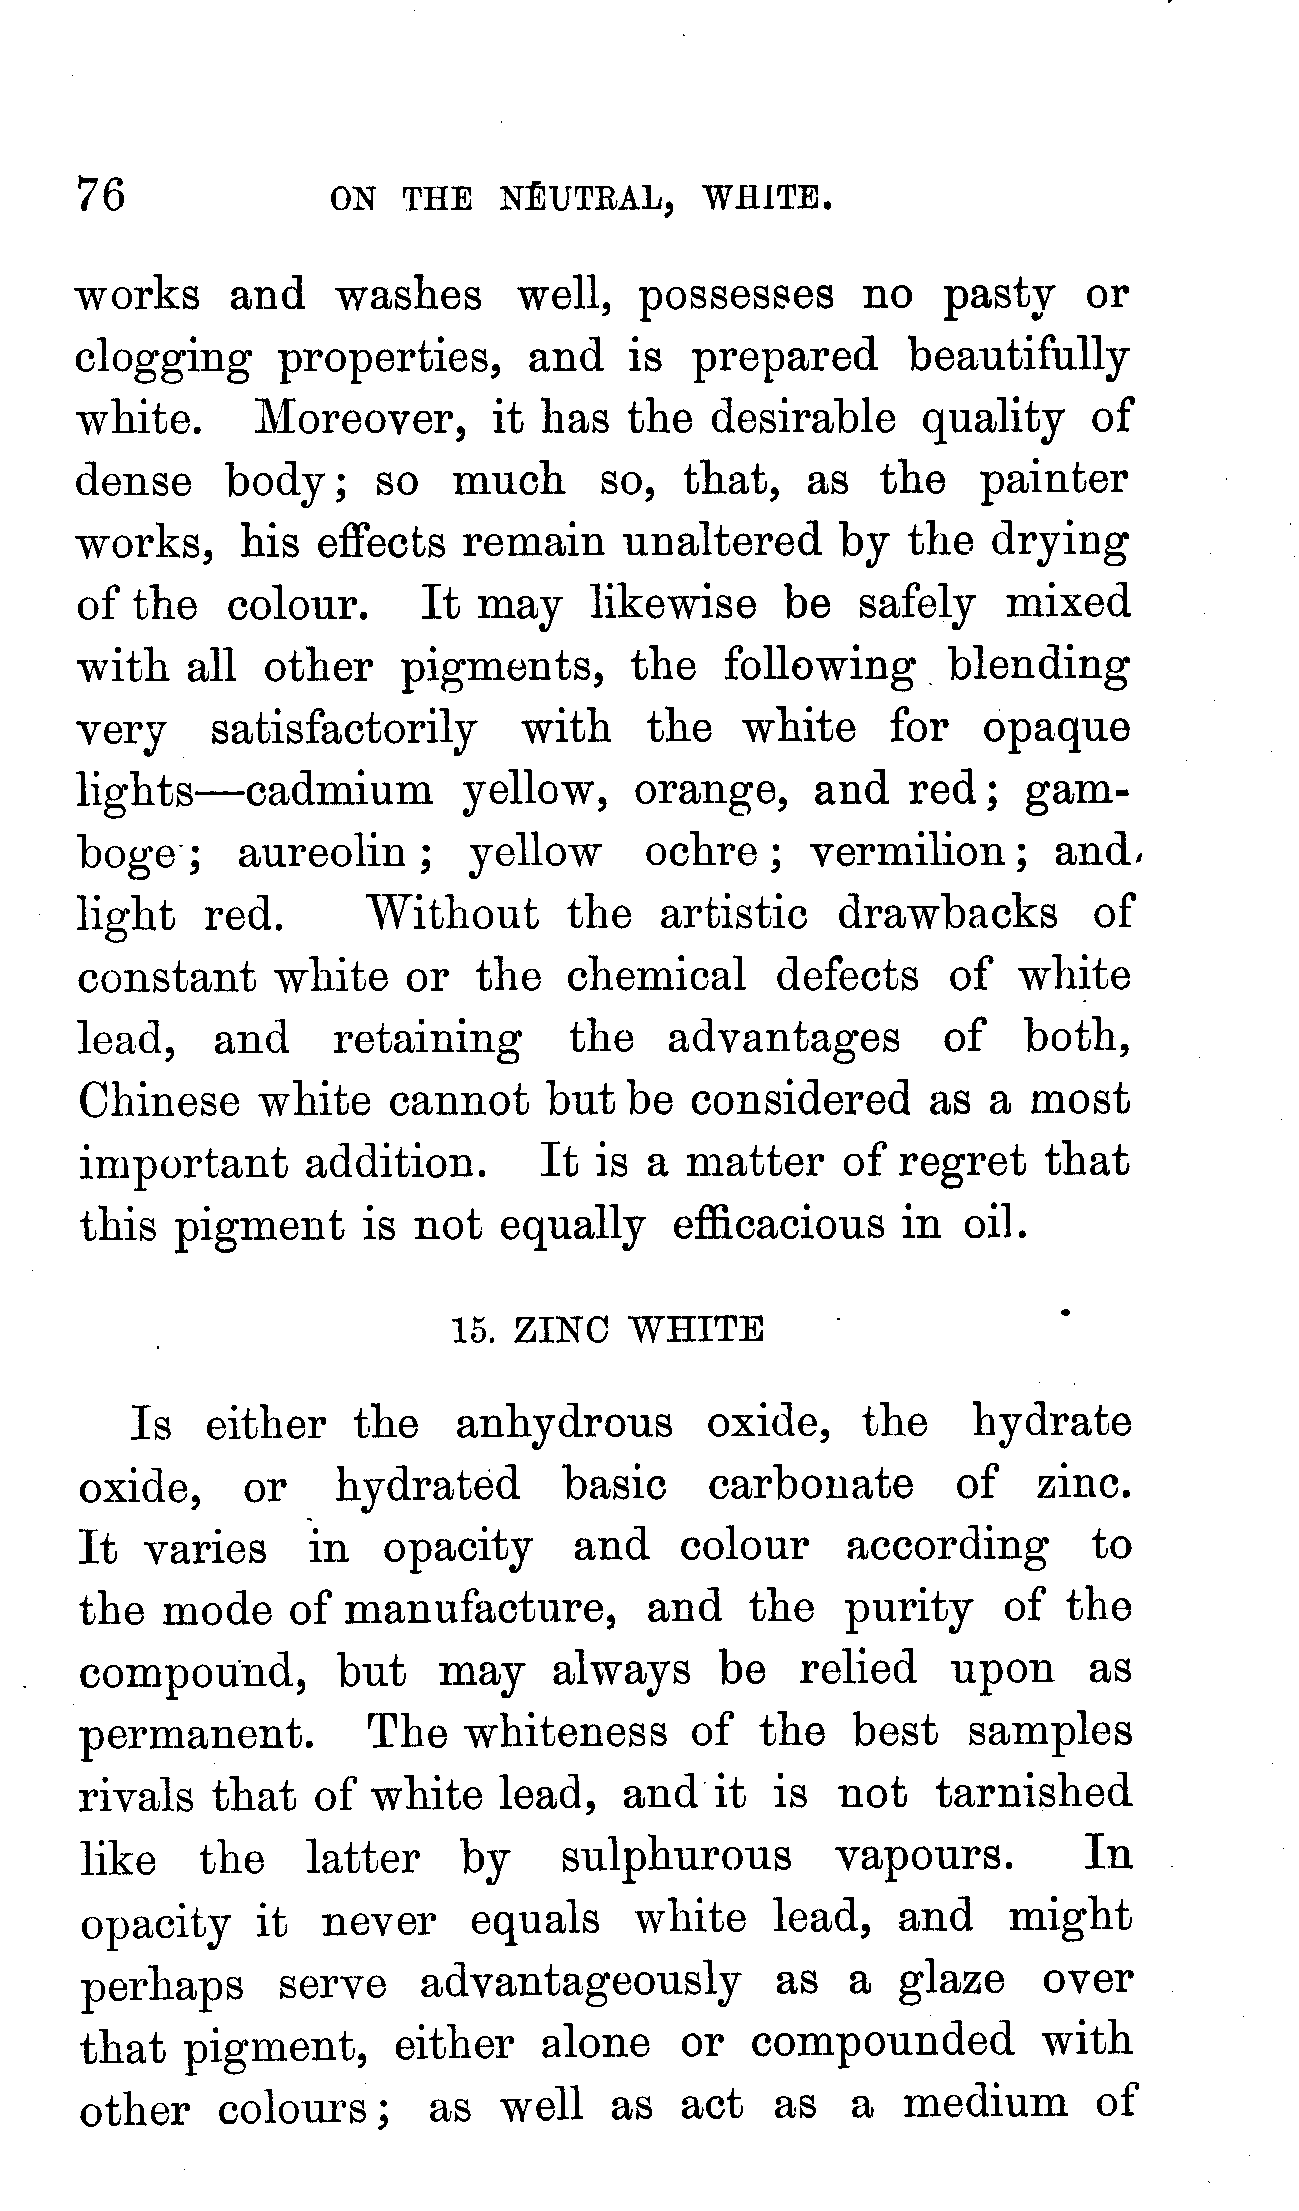 76 ON THE NEUTRAL, WHITE.
works and washes well, possesses no pasty or
clogging properties, and is prepared beautifully
white. Moreover, it has the desirable quality of
dense body; so much so, that, as the painter
works, his effects remain unaltered by the drying
of the colour. It may likewise be safely mixed
with all other pigments, the following blending
very satisfactorily with the white for opaque
lights—cadmium yellow, orange, and red; gam-
boge; aureolin; yellow ochre; vermilion; and
light red. Without the artistic drawbacks of
constant white or the chemical defects of white
lead, and retaining the advantages of both,
Chinese white cannot but be considered as a most
important addition. It is a matter of regret that
this pigment is not equally efficacious in oil.
15. ZINC WHITE
Is either the anhydrous oxide, the hydrate
oxide, or hydrated basic carbonate of zinc.
It varies in opacity and colour according to
the mode of manufacture, and the purity of the
compound, but may always be relied upon as
permanent. The whiteness of the best samples
rivals that of white lead, and it is not tarnished
like the latter by sulphurous vapours. In
opacity it never equals white lead, and might
perhaps serve advantageously as a glaze over
that pigment, either alone or compounded with
other colours; as well as act as a medium of